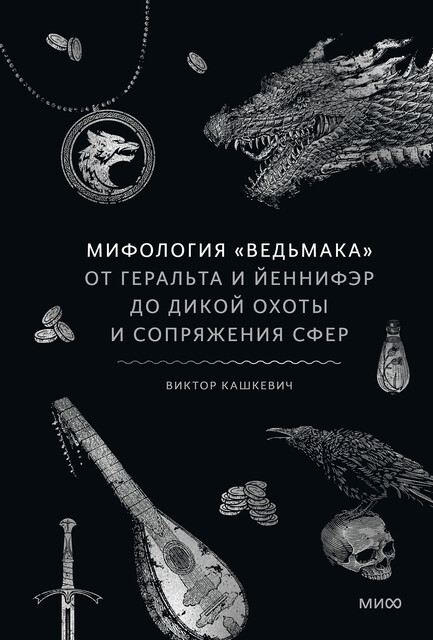 МИФОЛОГИЯ «ВЕДЬМАКА»
ОТ ГЕРАЛЬТА И ЙЕННИФЭР
ДО ДИКОЙ ОХОТЫ
И СОПРЯЖЕНИЯ СФЕР
ВИКТОР КАШКЕВИЧ
МИФ